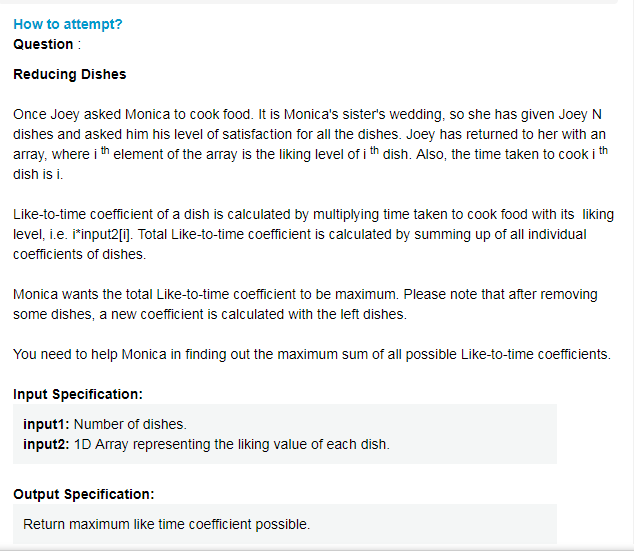 How to attempt?
Question :
Reducing Dishes
Once Joey asked Monica to cook food. It is Monica's sister's wedding, so she has given Joey N
dishes and asked him his level of satisfaction for all the dishes. Joey has returned to her with an
array, where i th element of the array is the liking level of i th dish. Also, the time taken to cook i th
dish is i.
Like-to-time coefficient of a dish is calculated by multiplying time taken to cook food with its liking
level, i.e. i*input2[i]. Total Like-to-time coefficient is calculated by summing up of all individual
coefficients of dishes.
Monica wants the total Like-to-time coefficient to be maximum. Please note that after removing
some dishes, a new coefficient is calculated with the left dishes.
You need to help Monica in finding out the maximum sum of all possible Like-to-time coefficients.
Input Specification:
input1: Number of dishes.
input2: 1D Array representing the liking value of each dish.
Output Specification:
Return maximum like time coefficient possible.